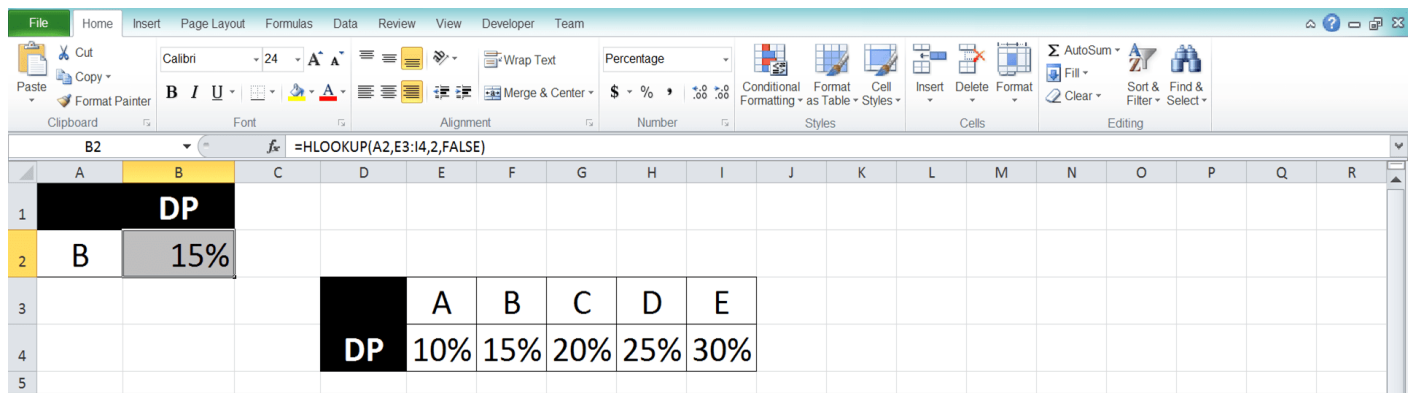 File Home Insert Page Layout Formulas Data Review View Developer Team
Paste
Cut
Copy
Format Painter
Clipboard
Calibri 24
B I U A
Font
Wrap Text
Merge & Center
Alignment
Percentage
$ % ,
Number
Conditional Formatting
Format as Table
Cell Styles
Styles
Insert Delete Format
Cells
Σ AutoSum
Fill
Clear
Sort & Filter
Find & Select
Editing
B2 fx =HLOOKUP(A2,E3:I4,2,FALSE)
A B C D E F G H I J K L M N O P Q R
1 DP
2 B 15%
3 A B C D E
4 DP 10% 15% 20% 25% 30%
5